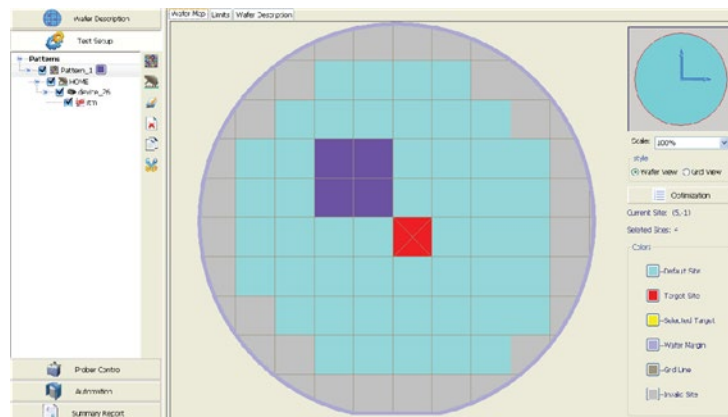 Wafer Description
Test Setup
Patterns
Pattern_1
HOME
device_26
Prober Control
Automation
Summary Report
Wafer Map
Limits
Wafer Description
Scale:
100%
style
Wafer View
Grid View
Optimization
Current Site: (5,-1)
Selected Sites: 4
Colors
-Default Site
-Target Site
-Selected Target
-Wafer Margin
-Grid Line
-Invalid Site